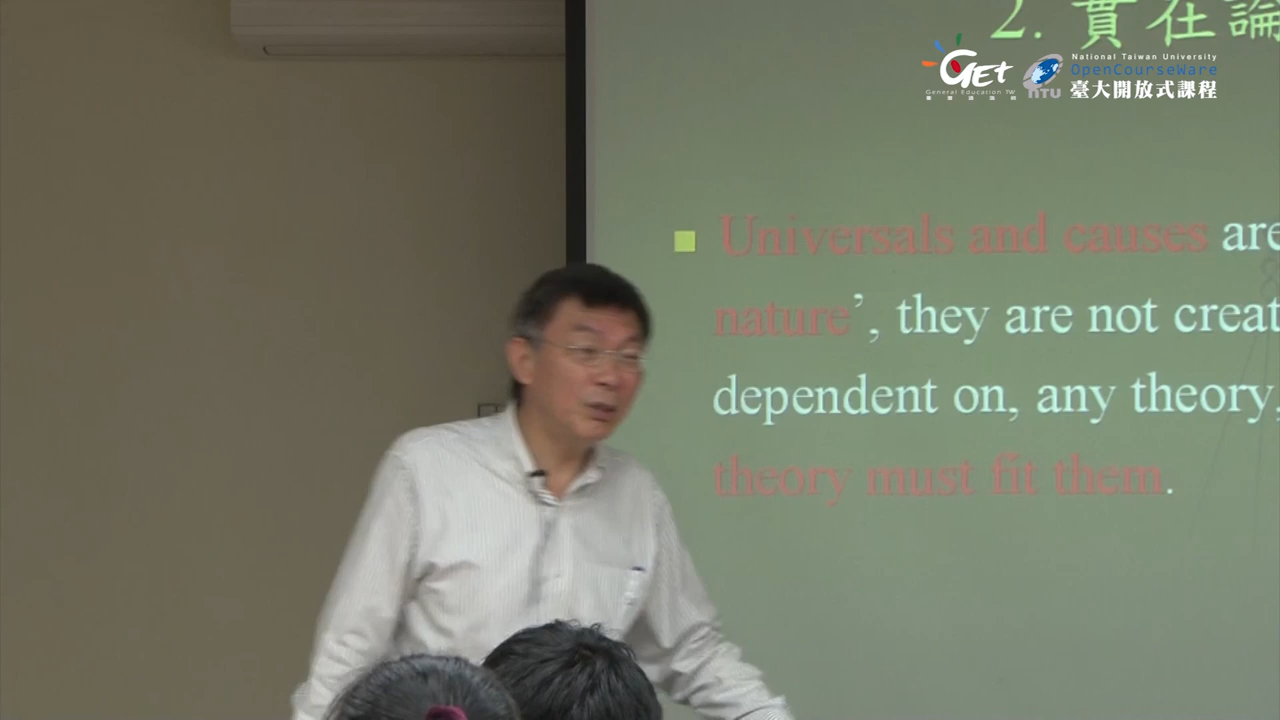 2. 實在論
GET
General Education TW
National Taiwan University
OpenCourseWare
NTU
臺大開放式課程
Universals and causes are
nature’, they are not creat
dependent on, any theory,
theory must fit them.